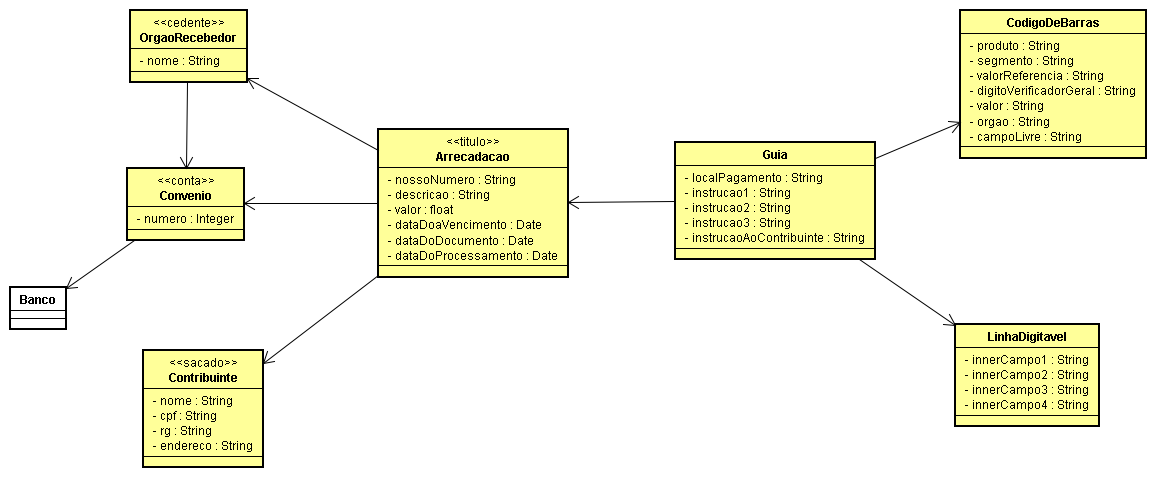 <<cedente>>
OrgaoRecebedor
- nome : String
<<conta>>
Convenio
- numero : Integer
Banco
<<sacado>>
Contribuinte
- nome : String
- cpf : String
- rg : String
- endereco : String
<<titulo>>
Arrecadacao
- nossoNumero : String
- descricao : String
- valor : float
- dataDoaVencimento : Date
- dataDoDocumento : Date
- dataDoProcessamento : Date
Guia
- localPagamento : String
- instrucao1 : String
- instrucao2 : String
- instrucao3 : String
- instrucaoAoContribuinte : String
CodigoDeBarras
- produto : String
- segmento : String
- valorReferencia : String
- digitoVerificadorGeral : String
- valor : String
- orgao : String
- campoLivre : String
LinhaDigitavel
- innerCampo1 : String
- innerCampo2 : String
- innerCampo3 : String
- innerCampo4 : String